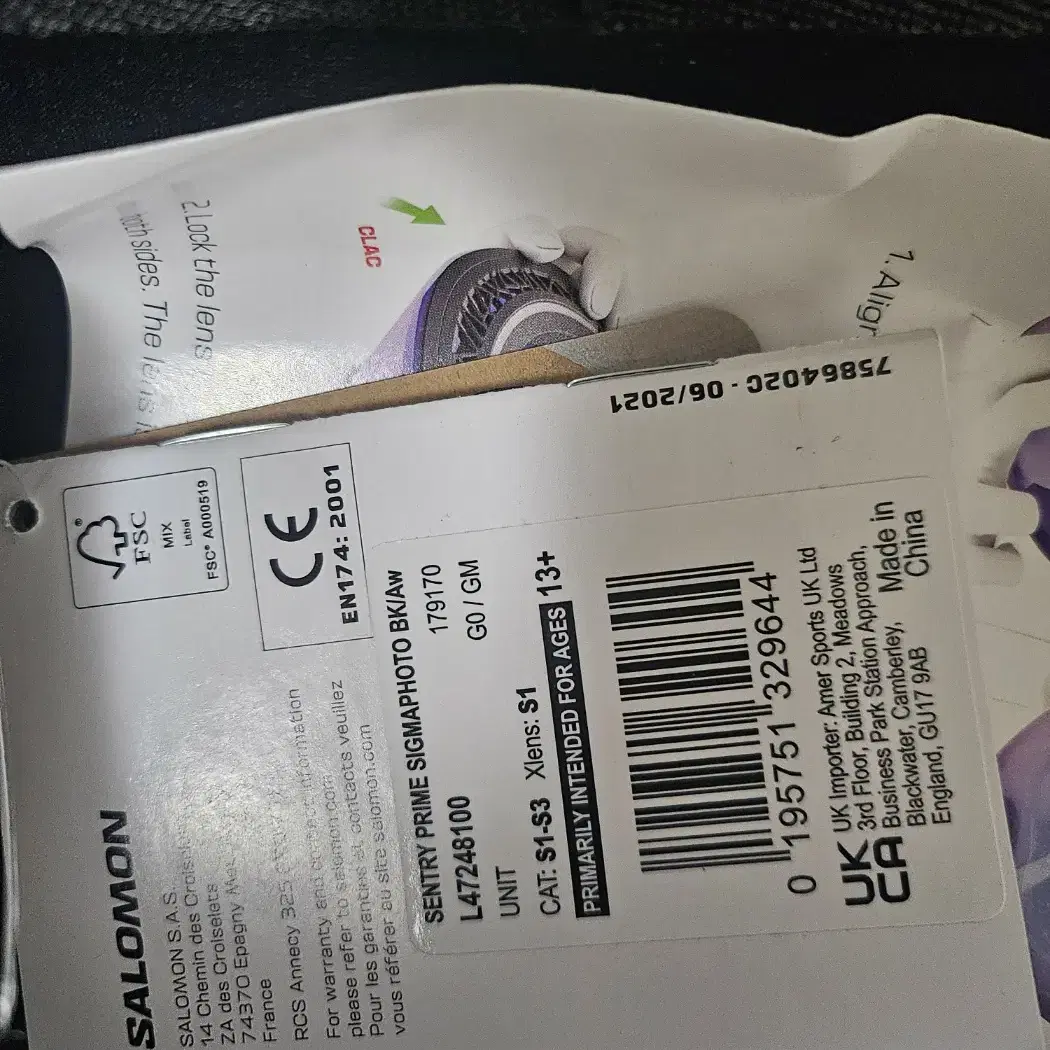 SALOMON
SALOMON S.A.S.
14 Chemin des
ZA des Croiselets
74370 Epagny
France
RCS Annecy 325
For warranty and contact information
please refer to salomon.com
Pour les garanties et contacts veuillez
vous référer au site salomon.com
FSC®
MIX
Label
FSC® A000519
CE
EN174: 2001
SENTRY PRIME SIGMAPHOTO BK/AW
L47248100 179170
UNIT G0 / GM
CAT: S1-S3 Xlens: S1
PRIMARILY INTENDED FOR AGES 13+
0 195751 329644
UK
CA
UK Importer: Amer Sports UK Ltd
3rd Floor, Building 2, Meadows
Business Park Station Approach,
Blackwater, Camberley,
England, GU17 9AB
Made in
China
7586402C - 06/2021
1. Align
CLAC
2.Lock the lens
both sides. The lens